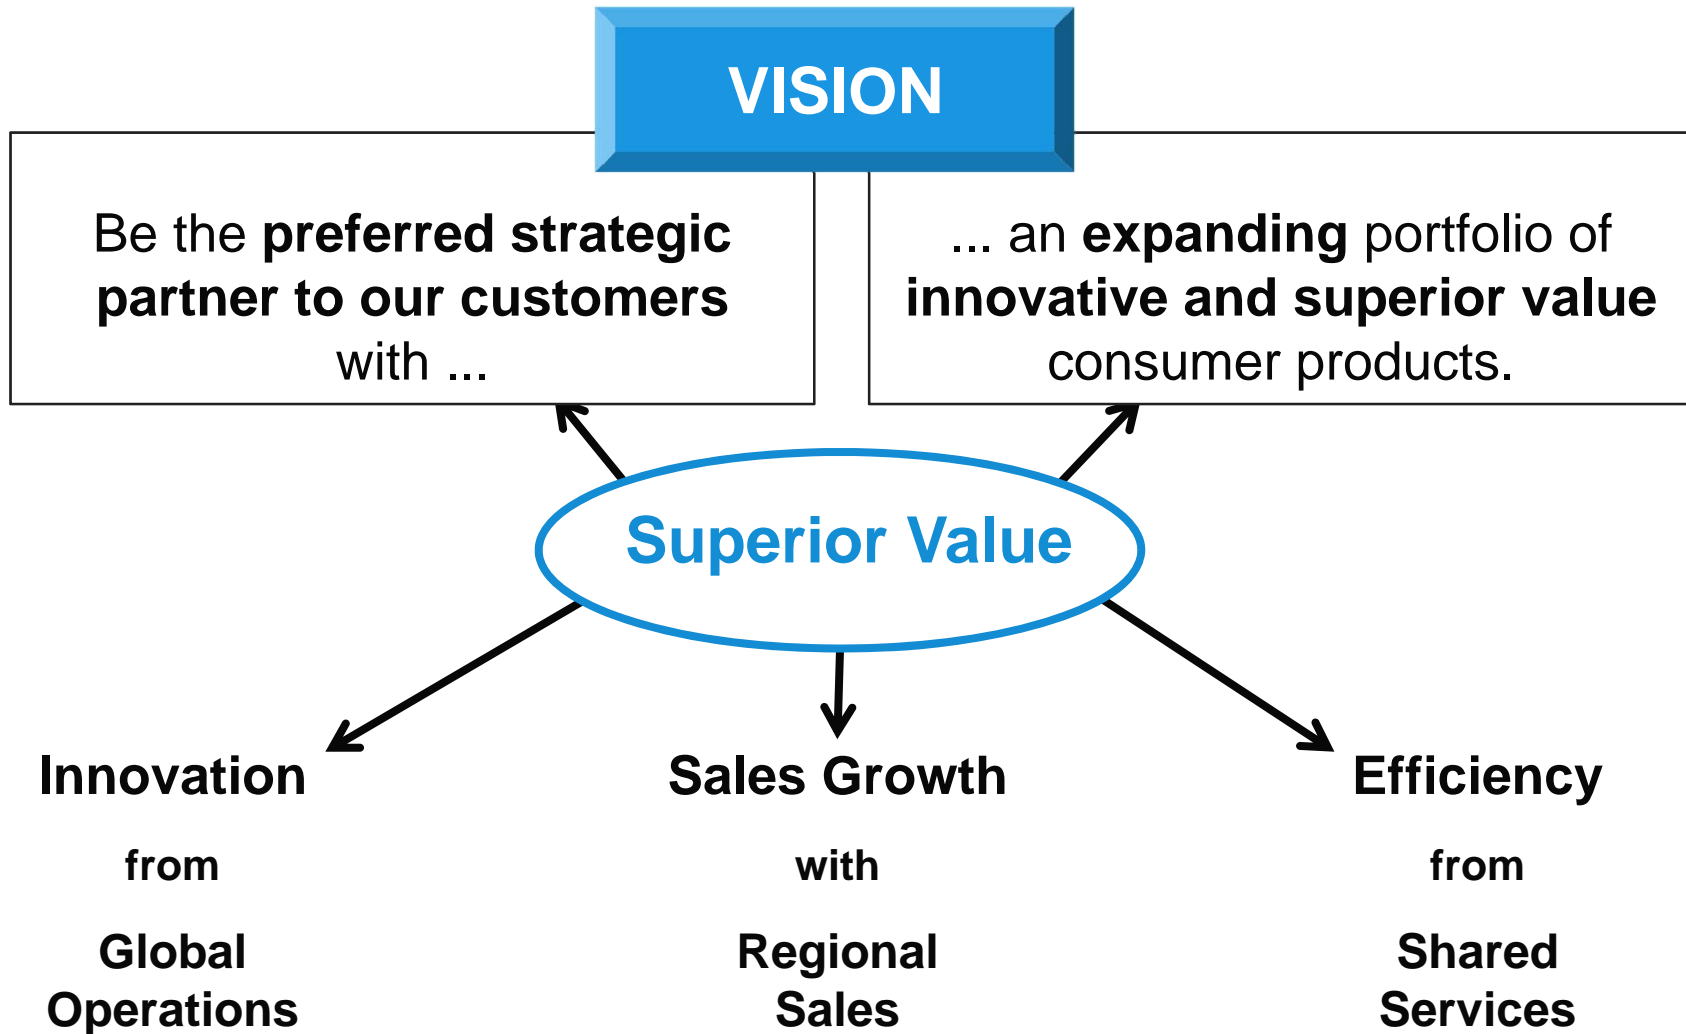 VISION
Be the preferred strategic
partner to our customers
with ...
... an expanding portfolio of
innovative and superior value
consumer products.
Superior Value
Innovation
from
Global
Operations
Sales Growth
with
Regional
Sales
Efficiency
from
Shared
Services